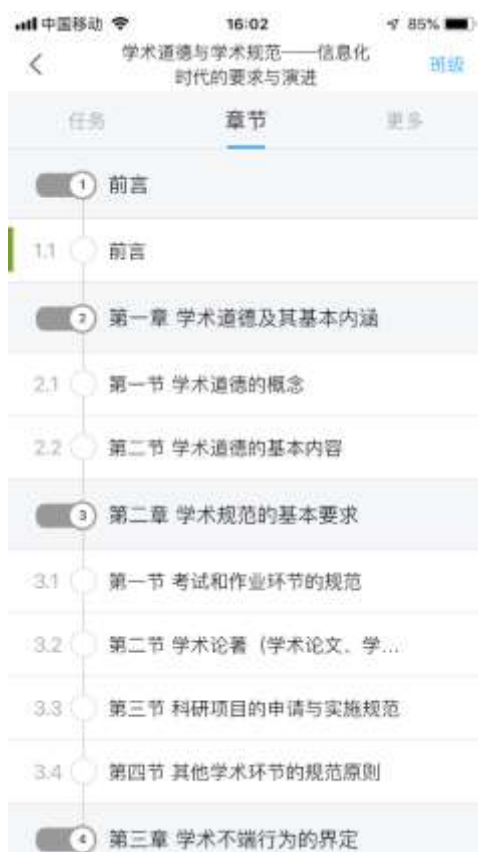 中国移动 16:02 85%
学术道德与学术规范——信息化
时代的要求与演进
班级
任务 章节 更多
1 前言
1.1 前言
2 第一章 学术道德及其基本内涵
2.1 第一节 学术道德的概念
2.2 第二节 学术道德的基本内容
3 第二章 学术规范的基本要求
3.1 第一节 考试和作业环节的规范
3.2 第二节 学术论著（学术论文、学...
3.3 第三节 科研项目的申请与实施规范
3.4 第四节 其他学术环节的规范原则
4 第三章 学术不端行为的界定